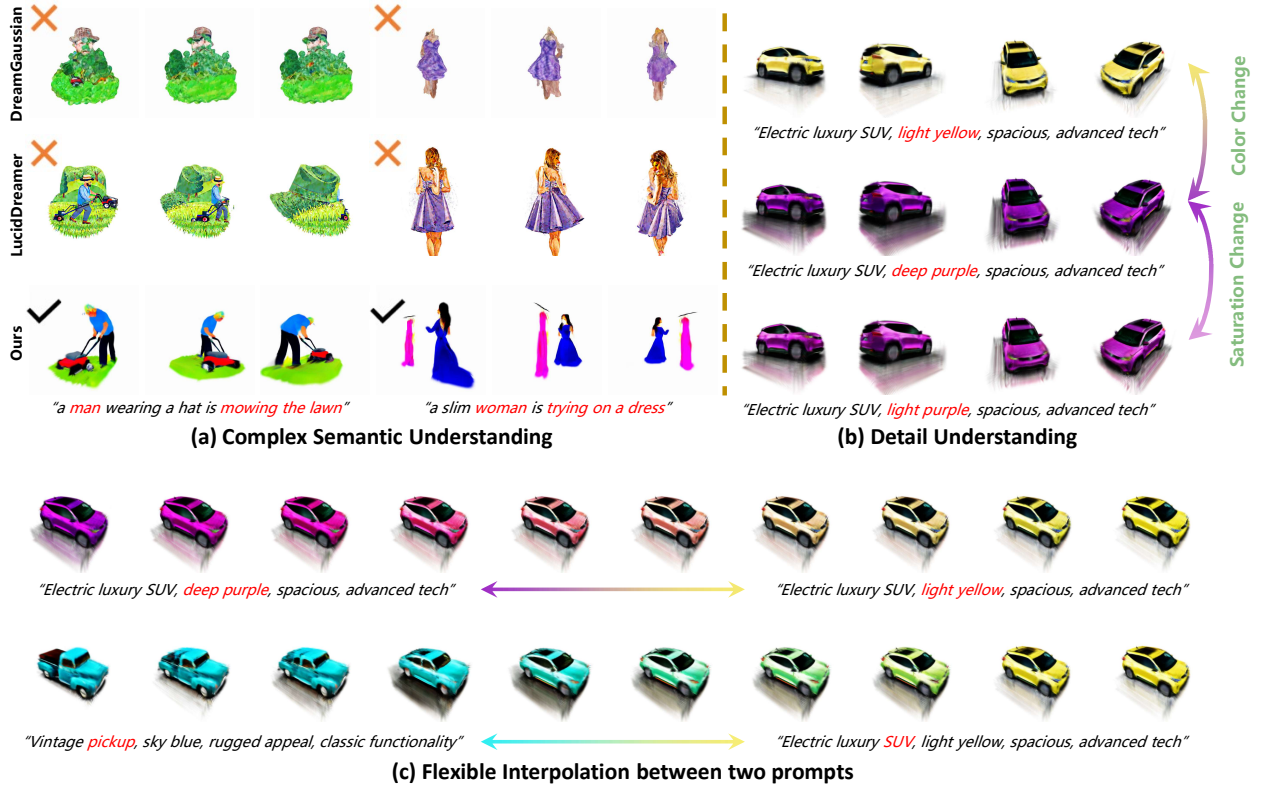 DreamGaussian
LucidDreamer
Ours
"a man wearing a hat is mowing the lawn"
"a slim woman is trying on a dress"
(a) Complex Semantic Understanding
"Electric luxury SUV, light yellow, spacious, advanced tech"
"Electric luxury SUV, deep purple, spacious, advanced tech"
"Electric luxury SUV, light purple, spacious, advanced tech"
Color Change
Saturation Change
(b) Detail Understanding
"Electric luxury SUV, deep purple, spacious, advanced tech"
"Electric luxury SUV, light yellow, spacious, advanced tech"
"Vintage pickup, sky blue, rugged appeal, classic functionality"
"Electric luxury SUV, light yellow, spacious, advanced tech"
(c) Flexible Interpolation between two prompts